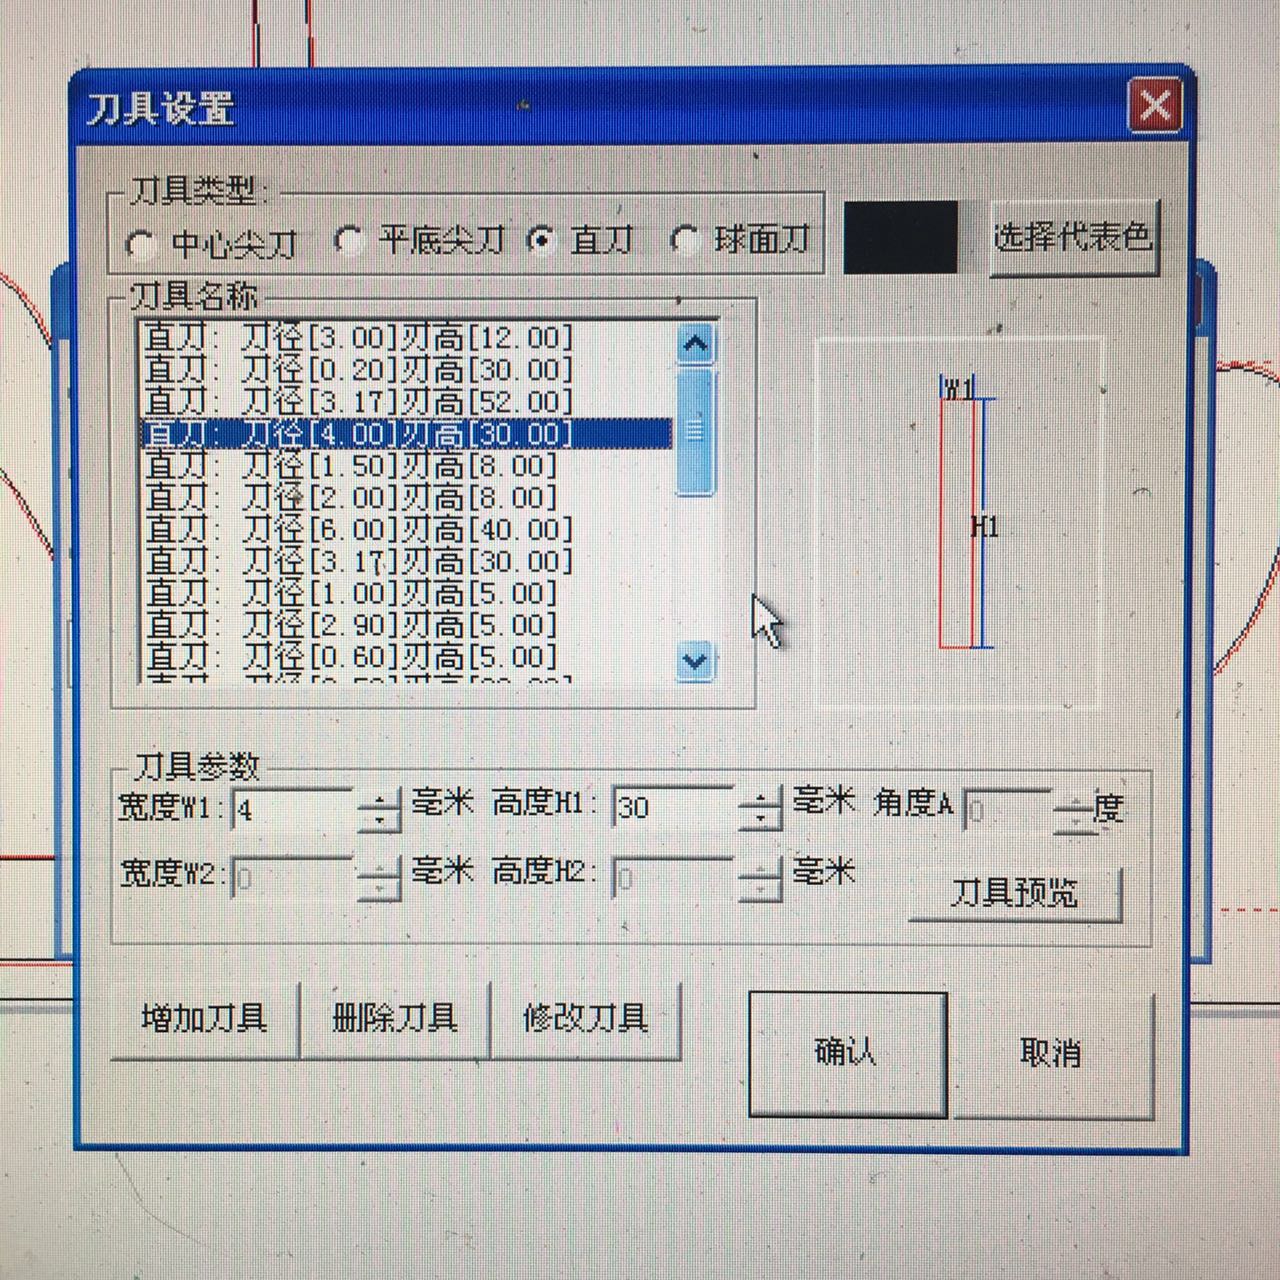 刀具设置
刀具类型:
中心尖刀 平底尖刀 直刀 球面刀 选择代表色
刀具名称
直刀: 刀径[3.00]刃高[12.00]
直刀: 刀径[0.20]刃高[30.00]
直刀: 刀径[3.17]刃高[52.00]
直刀: 刀径[4.00]刃高[30.00]
直刀: 刀径[1.50]刃高[8.00]
直刀: 刀径[2.00]刃高[8.00]
直刀: 刀径[6.00]刃高[40.00]
直刀: 刀径[3.17]刃高[30.00]
直刀: 刀径[1.00]刃高[5.00]
直刀: 刀径[2.90]刃高[5.00]
直刀: 刀径[0.60]刃高[5.00]
W1
H1
刀具参数
宽度W1: 4 毫米 高度H1: 30 毫米 角度A 0 度
宽度W2: 0 毫米 高度H2: 0 毫米
刀具预览
增加刀具 删除刀具 修改刀具 确认 取消